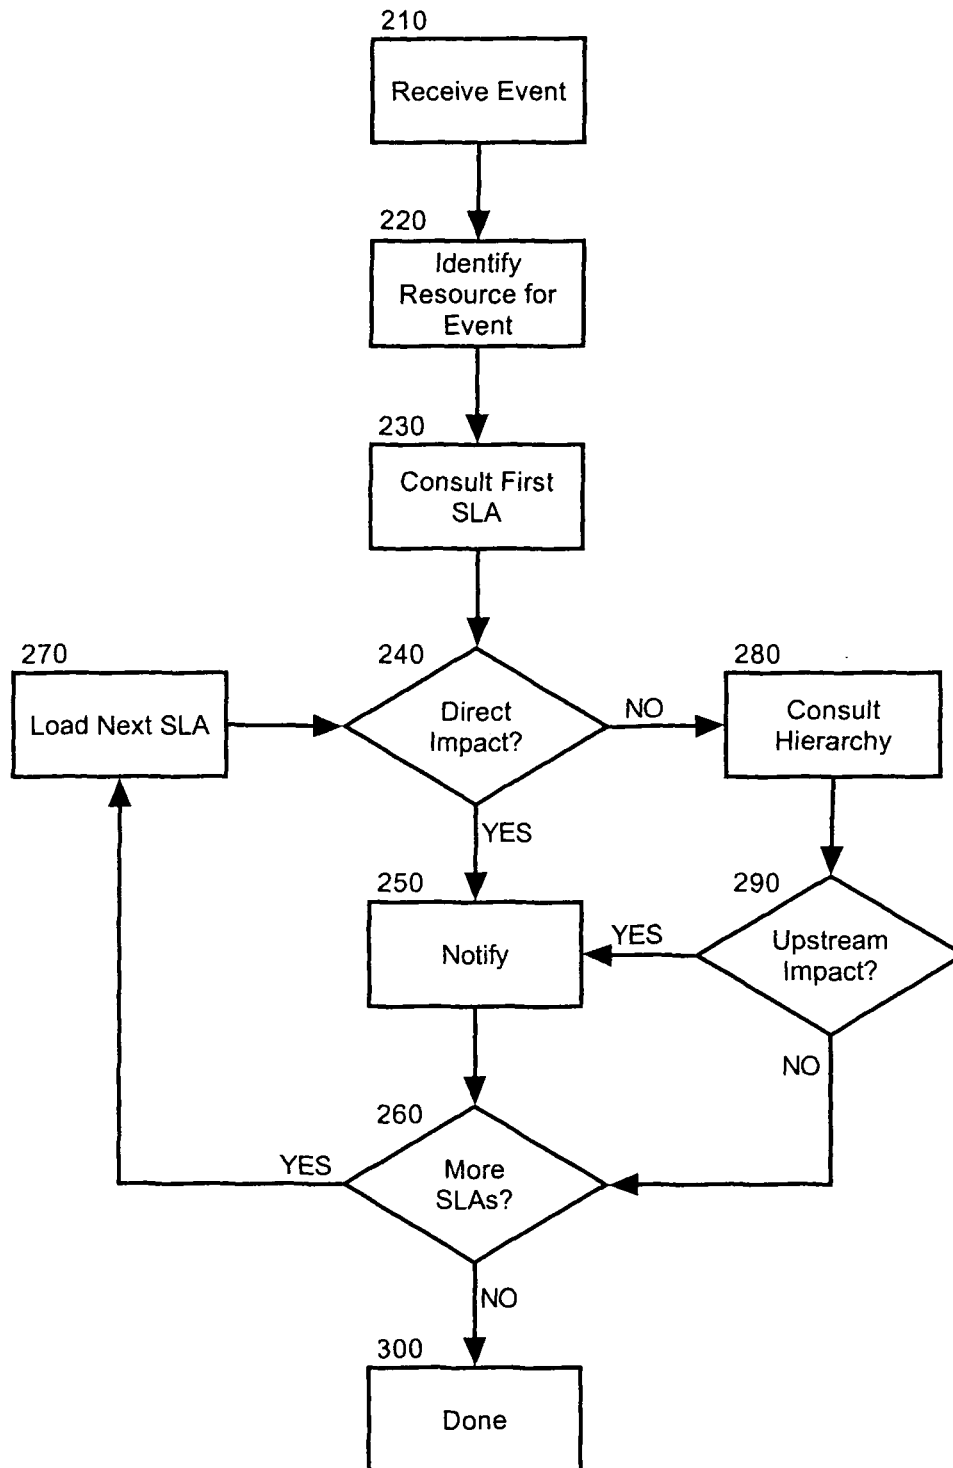 210
Receive Event
220
Identify
Resource for
Event
230
Consult First
SLA
270
Load Next SLA
240
Direct
Impact?
NO
280
Consult
Hierarchy
YES
250
Notify
YES
290
Upstream
Impact?
NO
260
More
SLAs?
YES
NO
300
Done